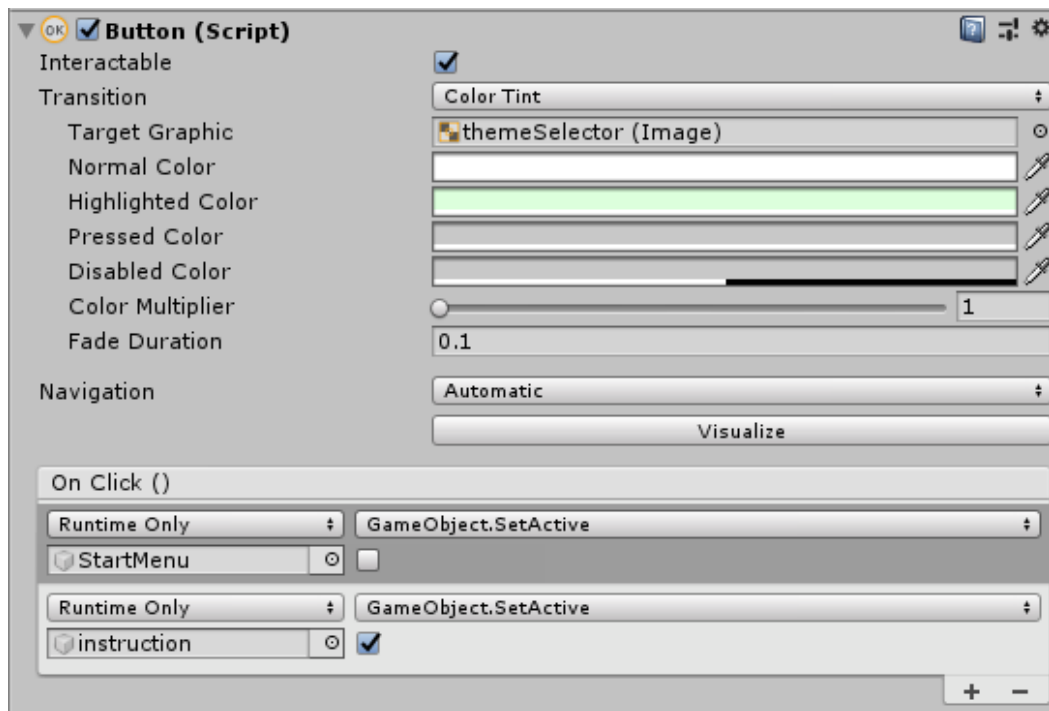 OK Button (Script)
Interactable
Transition Color Tint
Target Graphic themeSelector (Image)
Normal Color
Highlighted Color
Pressed Color
Disabled Color
Color Multiplier 1
Fade Duration 0.1
Navigation Automatic
Visualize
On Click ()
Runtime Only GameObject.SetActive
StartMenu
Runtime Only GameObject.SetActive
instruction
+ −